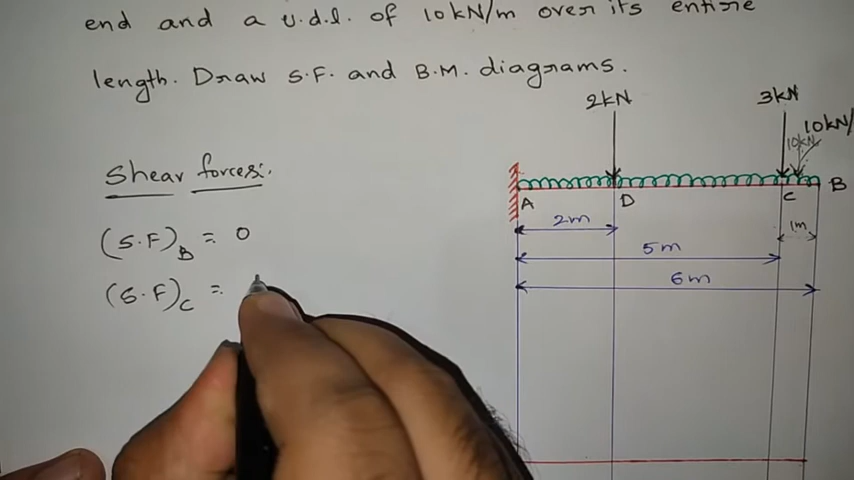 end and a u.d.l. of 10kN/m over its entire
length. Draw S.F. and B.M. diagrams.
2kN
3kN
10kN/
10kN
Shear forces:
A
D
C
B
2m
1m
5m
6m
(S.F)B = 0
(S.F)C =